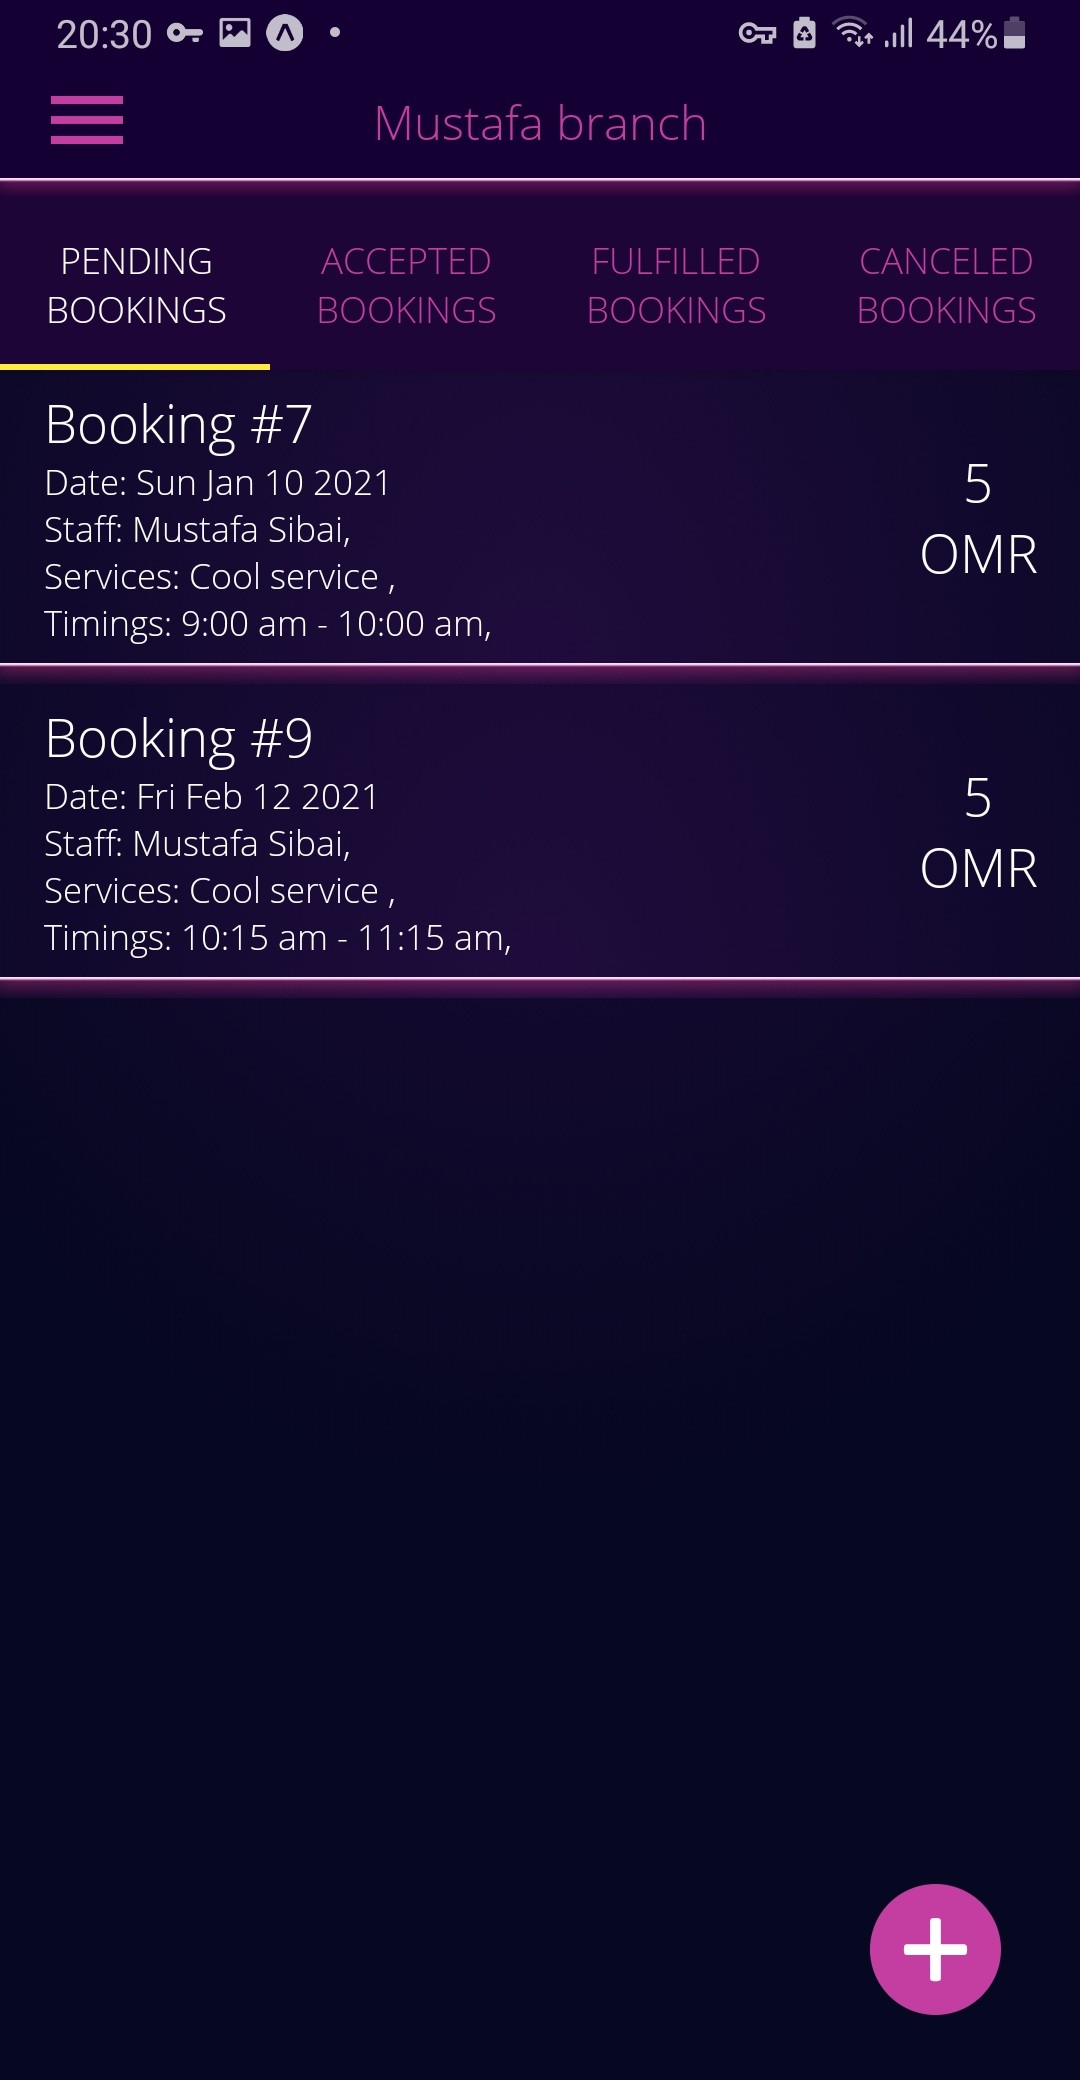 20:30
44%
Mustafa branch
PENDING BOOKINGS
ACCEPTED BOOKINGS
FULFILLED BOOKINGS
CANCELED BOOKINGS
Booking #7
Date: Sun Jan 10 2021
Staff: Mustafa Sibai,
Services: Cool service ,
Timings: 9:00 am - 10:00 am,
5
OMR
Booking #9
Date: Fri Feb 12 2021
Staff: Mustafa Sibai,
Services: Cool service ,
Timings: 10:15 am - 11:15 am,
5
OMR